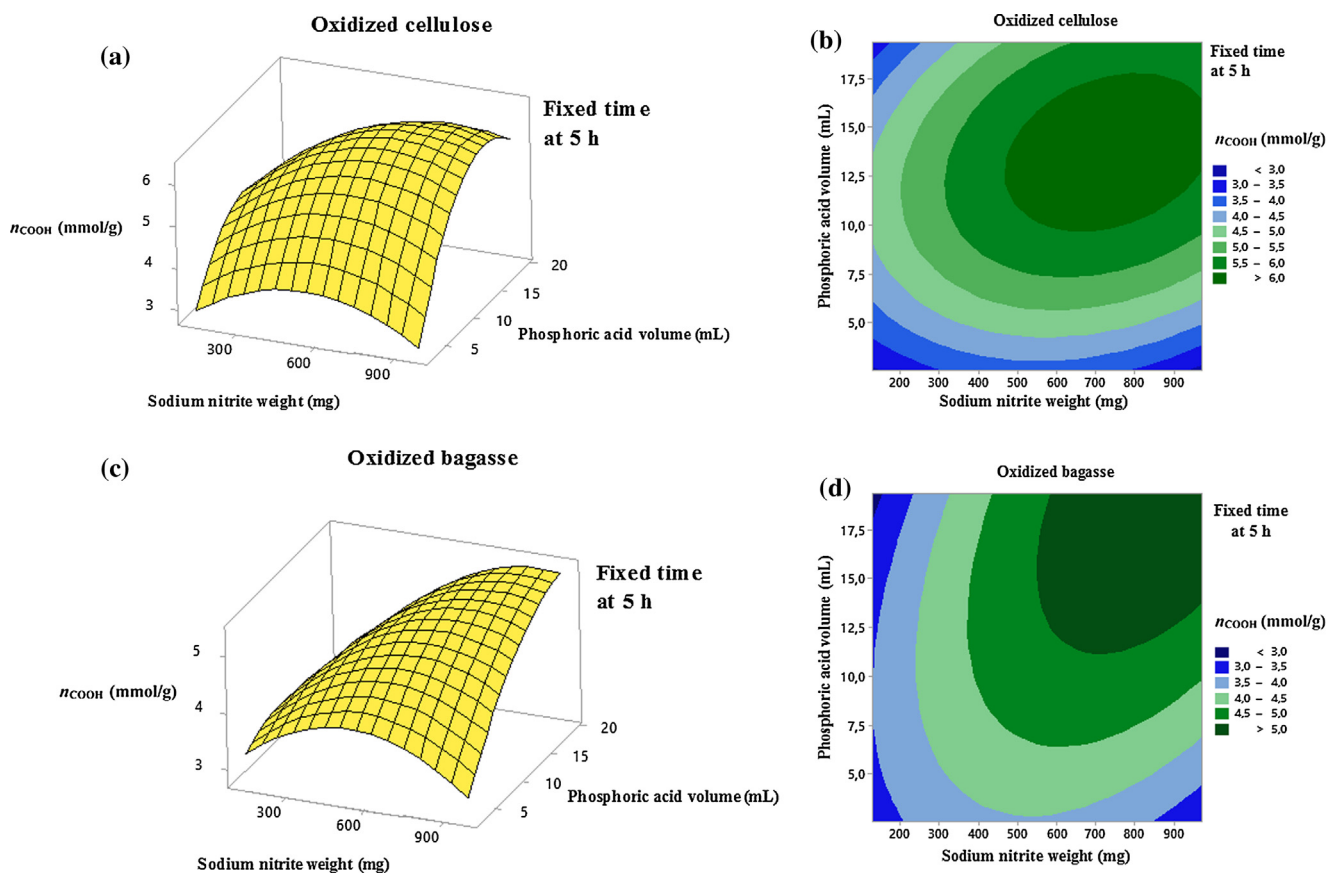 Oxidized cellulose
(a)
Fixed time
at 5 h
6
5
4
3
nCOOH (mmol/g)
20
15
10
5
Phosphoric acid volume (mL)
300
600
900
Sodium nitrite weight (mg)
Oxidized cellulose
(b)
Fixed time
at 5 h
17,5
15,0
12,5
10,0
7,5
5,0
Phosphoric acid volume (mL)
200 300 400 500 600 700 800 900
Sodium nitrite weight (mg)
nCOOH (mmol/g)
< 3,0
3,0 – 3,5
3,5 – 4,0
4,0 – 4,5
4,5 – 5,0
5,0 – 5,5
5,5 – 6,0
> 6,0
Oxidized bagasse
(c)
Fixed time
at 5 h
5
4
3
nCOOH (mmol/g)
20
15
10
5
Phosphoric acid volume (mL)
300
600
900
Sodium nitrite weight (mg)
Oxidized bagasse
(d)
Fixed time
at 5 h
17,5
15,0
12,5
10,0
7,5
5,0
Phosphoric acid volume (mL)
200 300 400 500 600 700 800 900
Sodium nitrite weight (mg)
nCOOH (mmol/g)
< 3,0
3,0 – 3,5
3,5 – 4,0
4,0 – 4,5
4,5 – 5,0
> 5,0